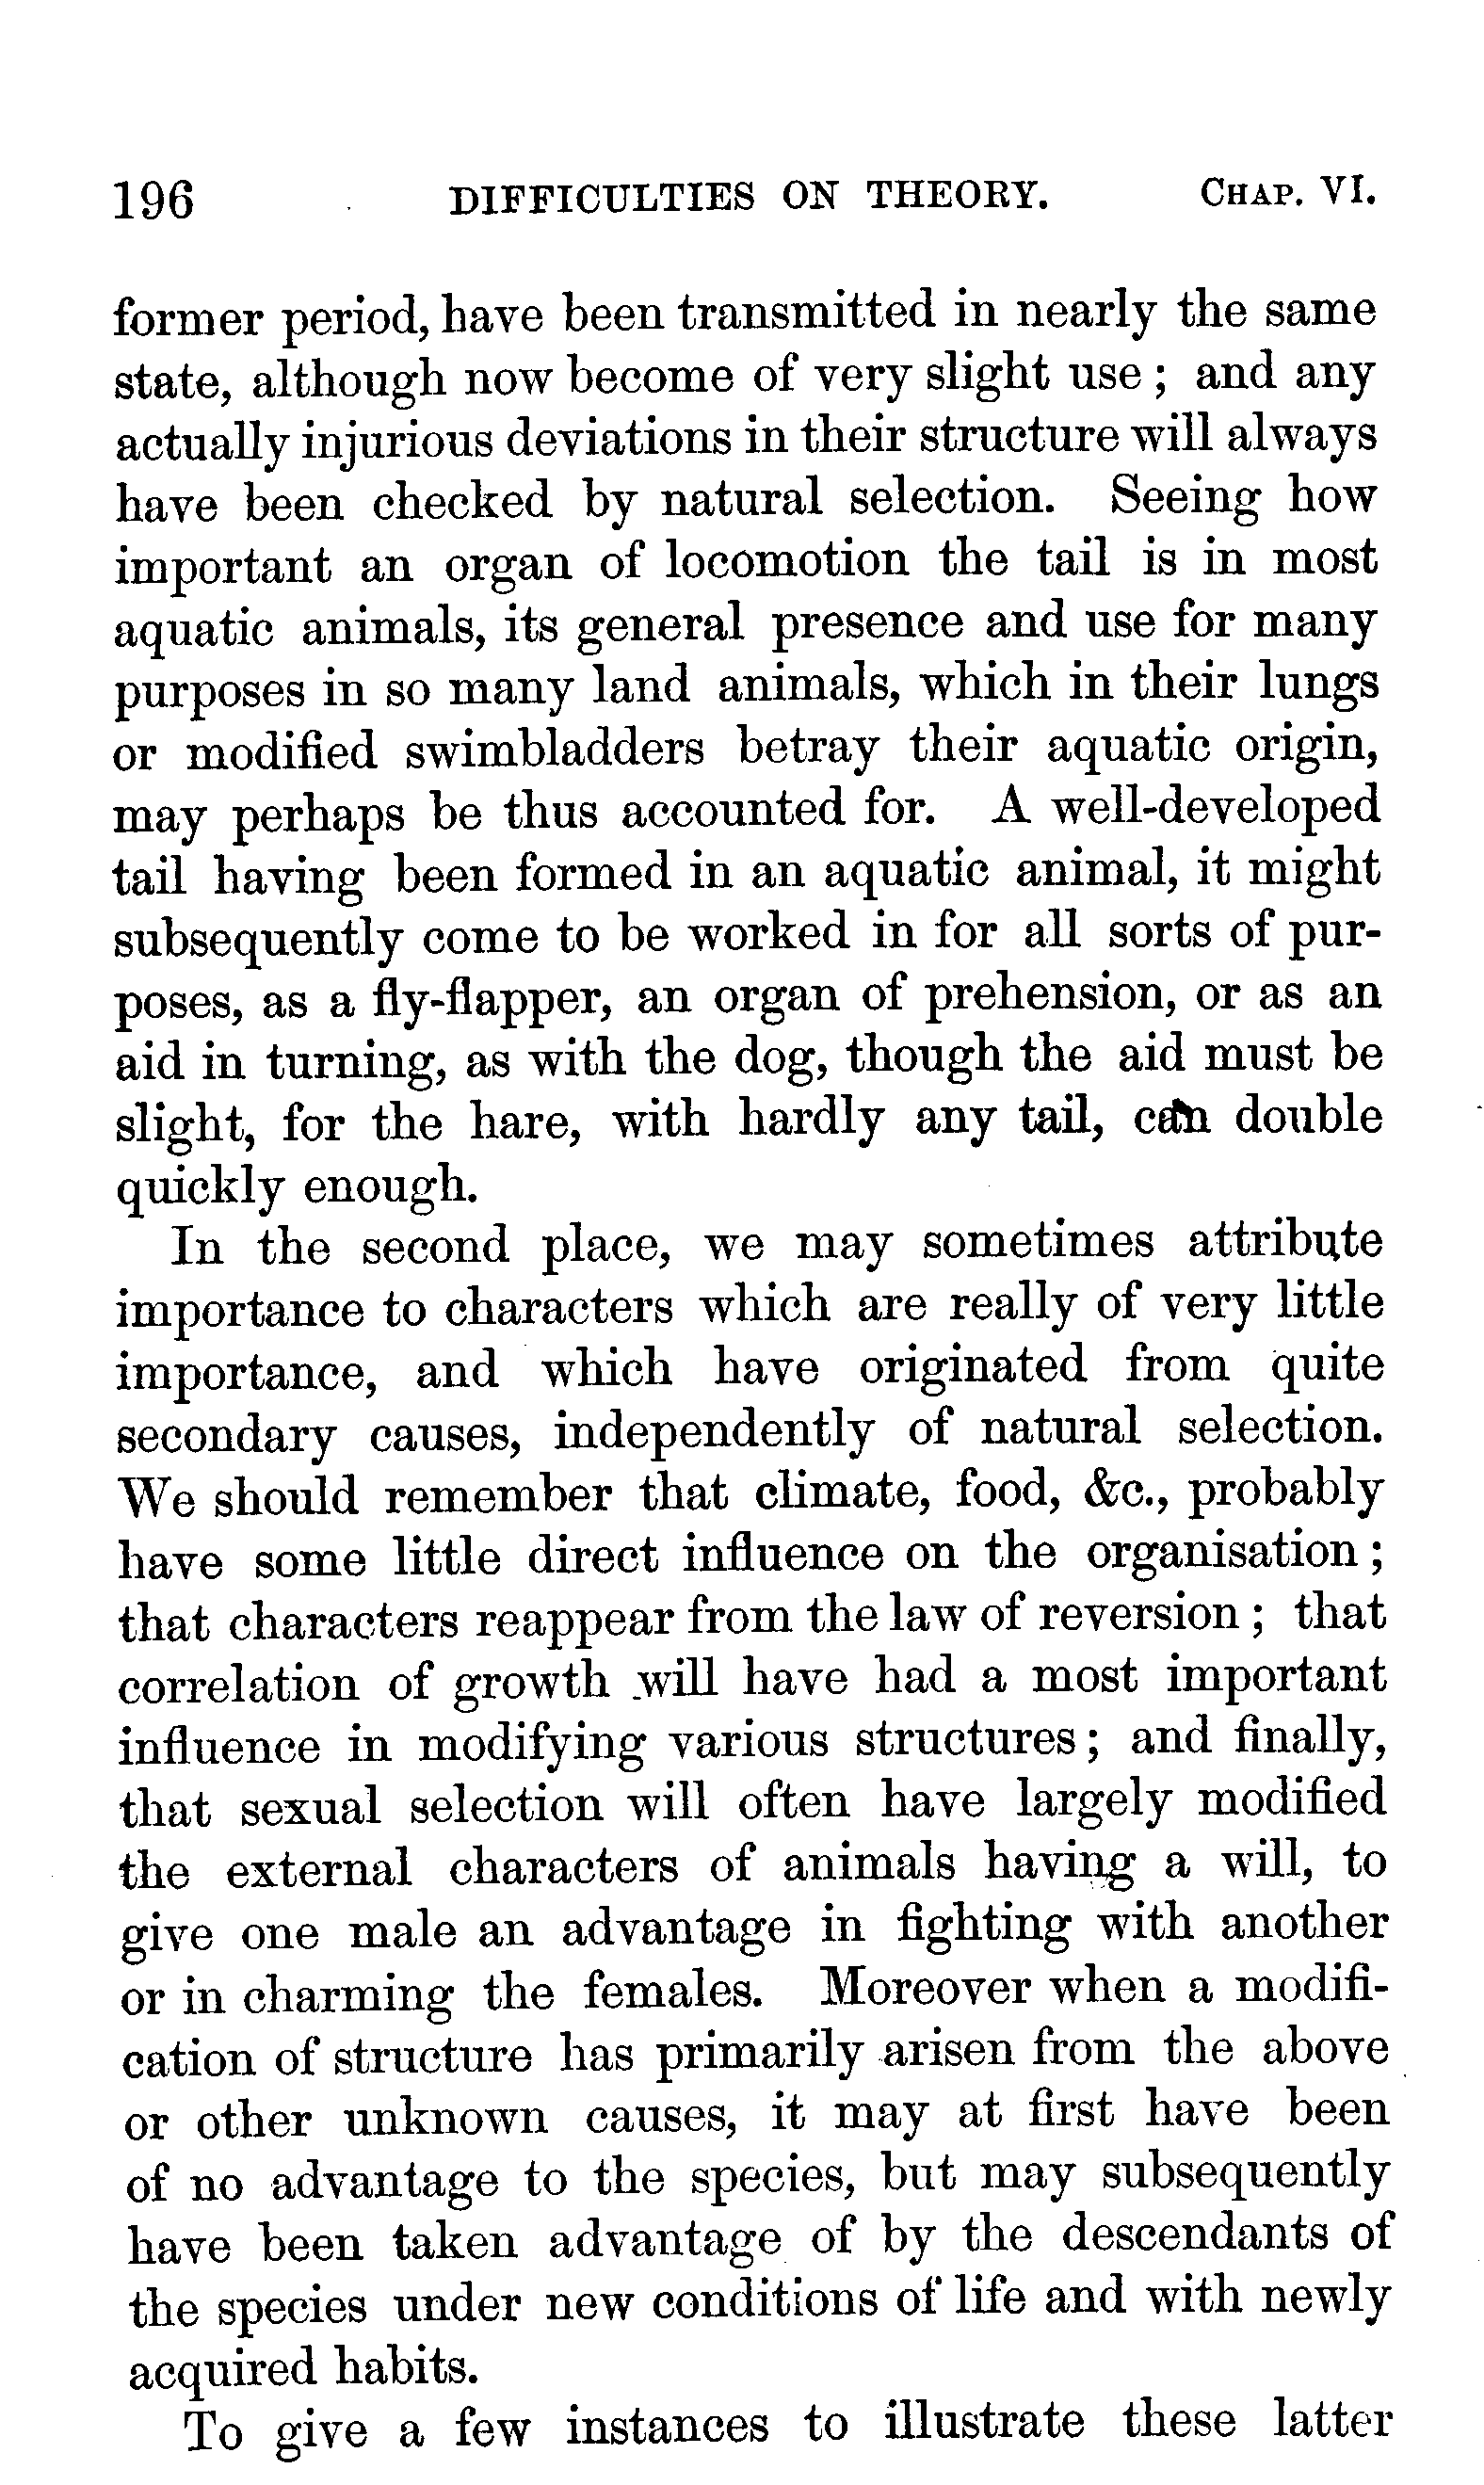 196 DIFFICULTIES ON THEORY. CHAP. VI.
former period, have been transmitted in nearly the same
state, although now become of very slight use; and any
actually injurious deviations in their structure will always
have been checked by natural selection. Seeing how
important an organ of locomotion the tail is in most
aquatic animals, its general presence and use for many
purposes in so many land animals, which in their lungs
or modified swimbladders betray their aquatic origin,
may perhaps be thus accounted for. A well-developed
tail having been formed in an aquatic animal, it might
subsequently come to be worked in for all sorts of pur-
poses, as a fly-flapper, an organ of prehension, or as an
aid in turning, as with the dog, though the aid must be
slight, for the hare, with hardly any tail, can double
quickly enough.
In the second place, we may sometimes attribute
importance to characters which are really of very little
importance, and which have originated from quite
secondary causes, independently of natural selection.
We should remember that climate, food, &c., probably
have some little direct influence on the organisation;
that characters reappear from the law of reversion; that
correlation of growth will have had a most important
influence in modifying various structures; and finally,
that sexual selection will often have largely modified
the external characters of animals having a will, to
give one male an advantage in fighting with another
or in charming the females. Moreover when a modifi-
cation of structure has primarily arisen from the above
or other unknown causes, it may at first have been
of no advantage to the species, but may subsequently
have been taken advantage of by the descendants of
the species under new conditions of life and with newly
acquired habits.
To give a few instances to illustrate these latter